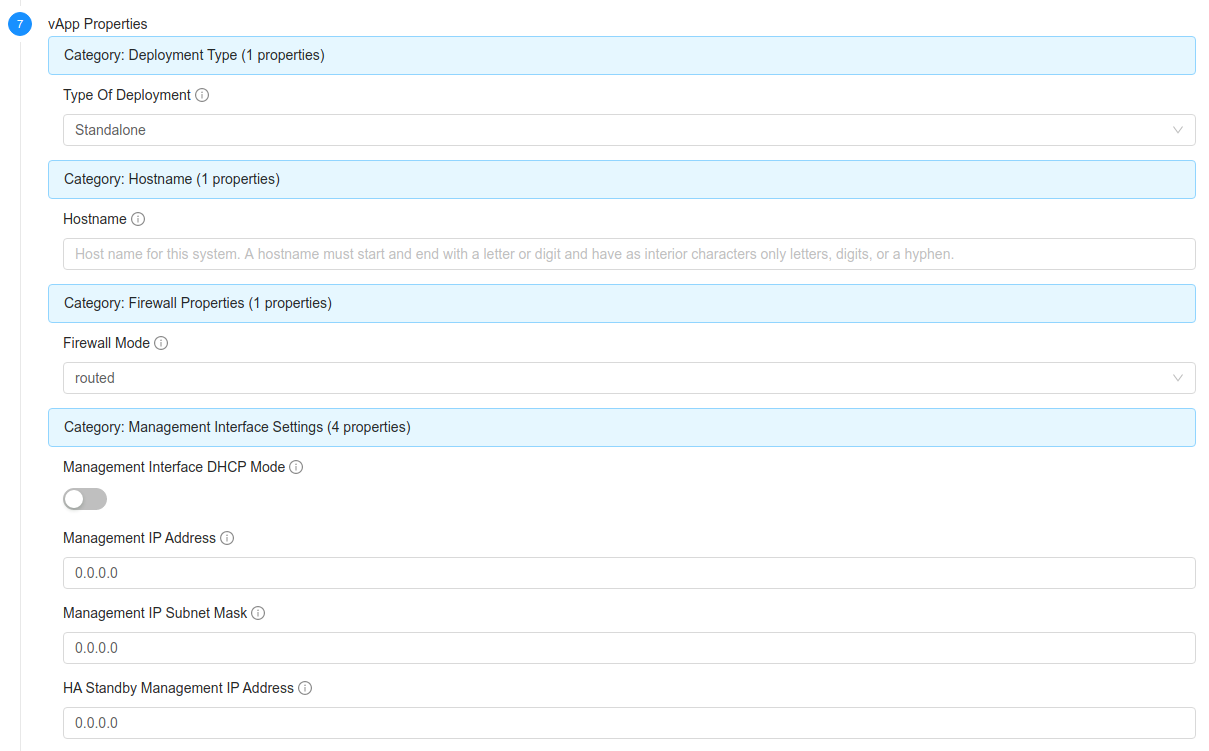 7
vApp Properties
Category: Deployment Type (1 properties)
Type Of Deployment
Standalone
Category: Hostname (1 properties)
Hostname
Host name for this system. A hostname must start and end with a letter or digit and have as interior characters only letters, digits, or a hyphen.
Category: Firewall Properties (1 properties)
Firewall Mode
routed
Category: Management Interface Settings (4 properties)
Management Interface DHCP Mode
Management IP Address
0.0.0.0
Management IP Subnet Mask
0.0.0.0
HA Standby Management IP Address
0.0.0.0